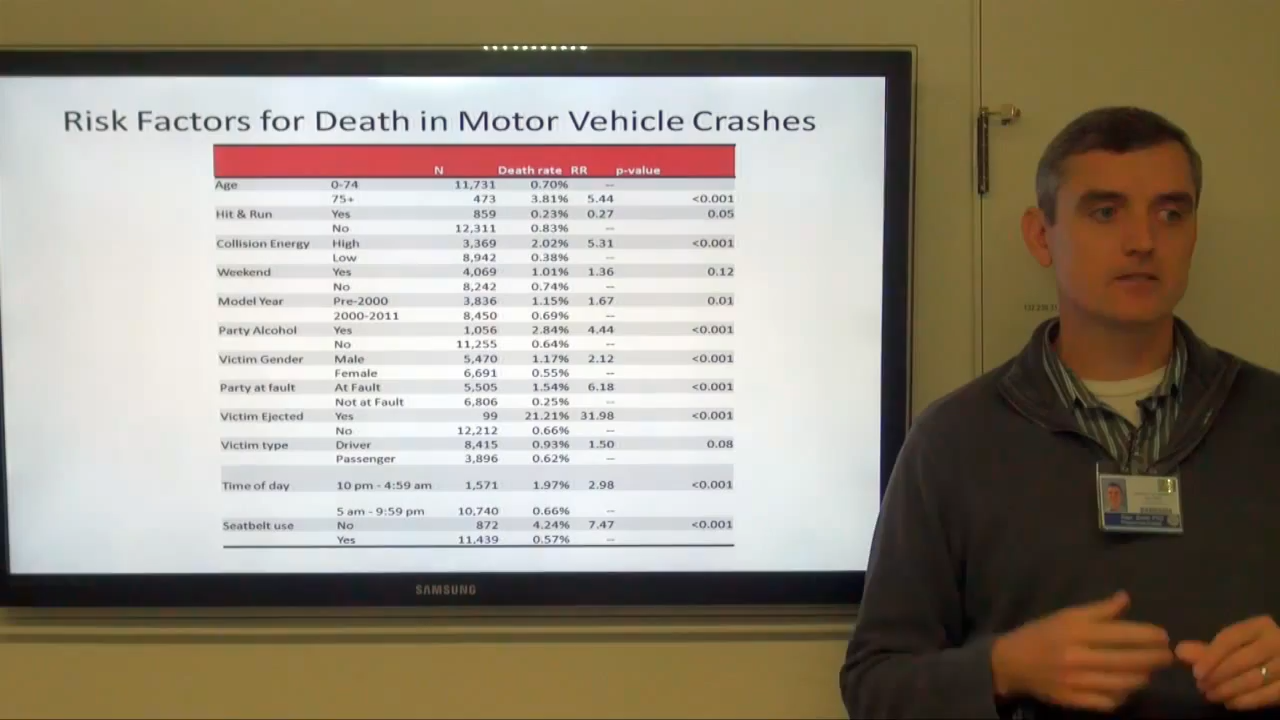 Risk Factors for Death in Motor Vehicle Crashes
N Death rate RR p-value
Age 0-74 11,731 0.70% --
75+ 473 3.81% 5.44 <0.001
Hit & Run Yes 859 0.23% 0.27 0.05
No 12,311 0.83% --
Collision Energy High 3,369 2.02% 5.31 <0.001
Low 8,942 0.38% --
Weekend Yes 4,069 1.01% 1.36 0.12
No 8,242 0.74% --
Model Year Pre-2000 3,836 1.15% 1.67 0.01
2000-2011 8,450 0.69% --
Party Alcohol Yes 1,056 2.84% 4.44 <0.001
No 11,255 0.64% --
Victim Gender Male 5,470 1.17% 2.12 <0.001
Female 6,691 0.55% --
Party at fault At Fault 5,505 1.54% 6.18 <0.001
Not at Fault 6,806 0.25% --
Victim Ejected Yes 99 21.21% 31.98 <0.001
No 12,212 0.66% --
Victim type Driver 8,415 0.93% 1.50 0.08
Passenger 3,896 0.62% --
Time of day 10 pm - 4:59 am 1,571 1.97% 2.98 <0.001
5 am - 9:59 pm 10,740 0.66% --
Seatbelt use No 872 4.24% 7.47 <0.001
Yes 11,439 0.57% --
SAMSUNG